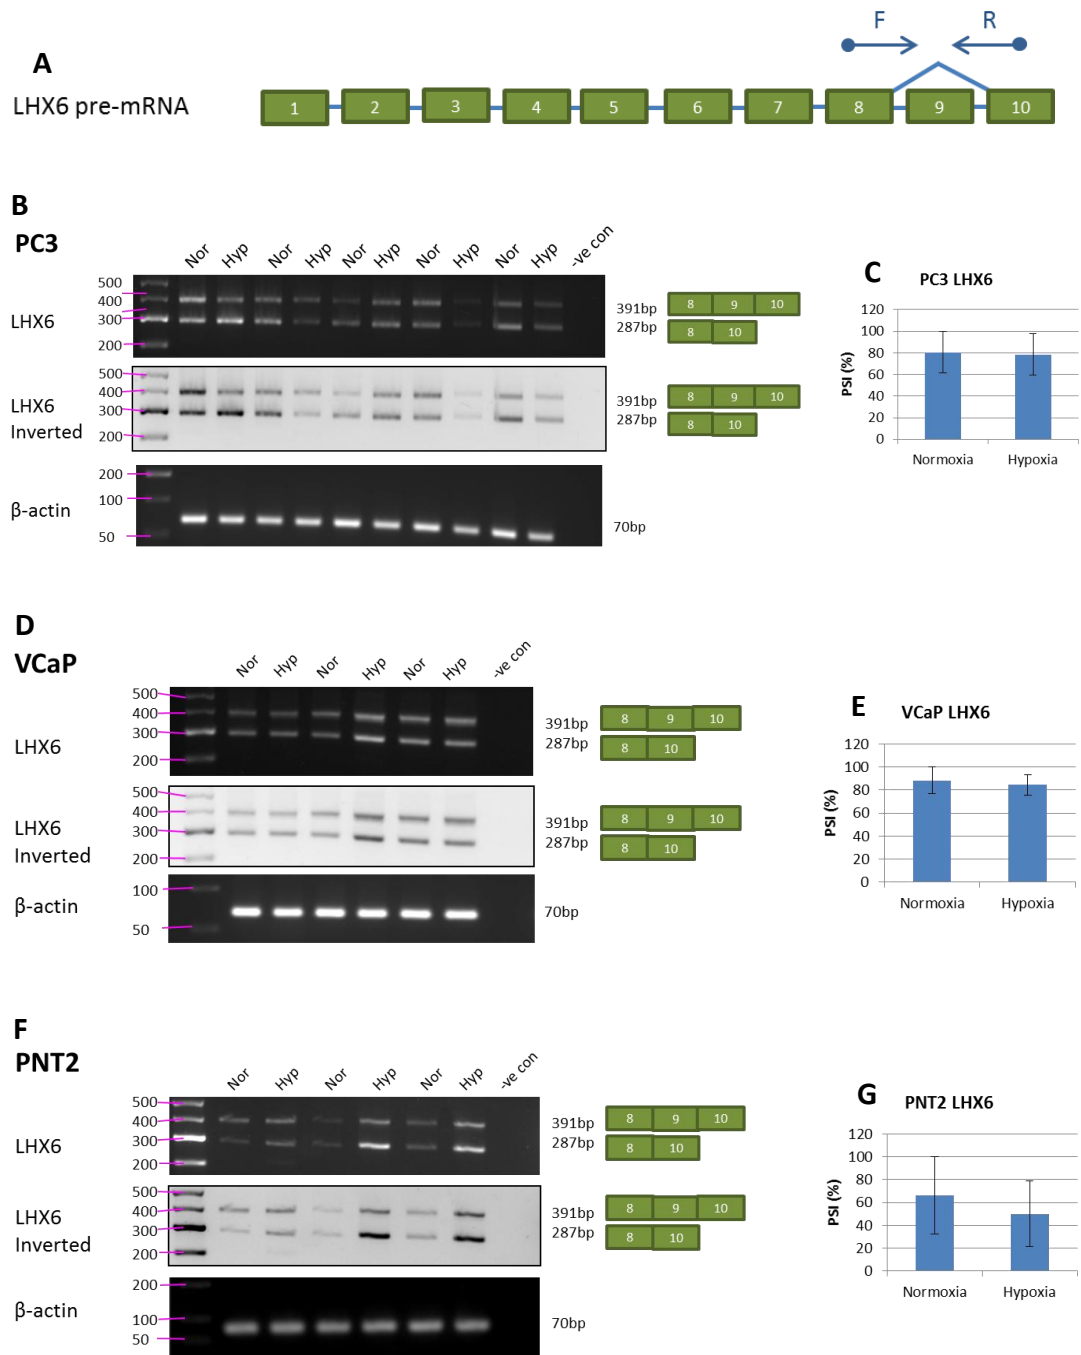 F R
A
LHX6 pre-mRNA 1 2 3 4 5 6 7 8 9 10
B
PC3
Nor Hyp Nor Hyp Nor Hyp Nor Hyp Nor Hyp -ve con
LHX6
500
400
300
200
391bp 8 9 10
287bp 8 10
LHX6
Inverted
500
400
300
200
391bp 8 9 10
287bp 8 10
β-actin
200
100
50
70bp
C
PC3 LHX6
PSI (%)
120
100
80
60
40
20
0
Normoxia Hypoxia
D
VCaP
Nor Hyp Nor Hyp Nor Hyp -ve con
LHX6
500
400
300
200
391bp 8 9 10
287bp 8 10
LHX6
Inverted
500
400
300
200
391bp 8 9 10
287bp 8 10
β-actin
100
50
70bp
E
VCaP LHX6
PSI (%)
120
100
80
60
40
20
0
Normoxia Hypoxia
F
PNT2
Nor Hyp Nor Hyp Nor Hyp -ve con
LHX6
500
400
300
200
391bp 8 9 10
287bp 8 10
LHX6
Inverted
500
400
300
200
391bp 8 9 10
287bp 8 10
β-actin
200
100
50
70bp
G
PNT2 LHX6
PSI (%)
120
100
80
60
40
20
0
Normoxia Hypoxia